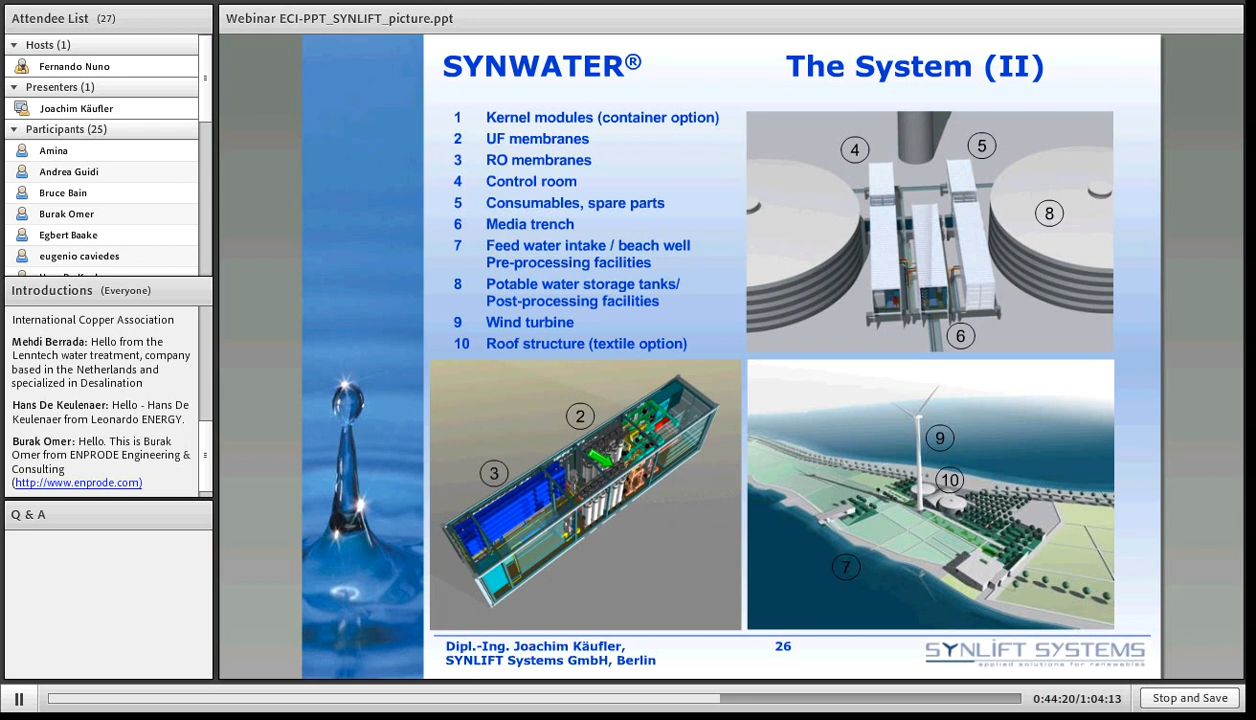 Attendee List (27)
Hosts (1)
Fernando Nuno
Presenters (1)
Joachim Käufler
Participants (25)
Amina
Andrea Guidi
Bruce Bain
Burak Omer
Egbert Baake
eugenio caviedes
Introductions (Everyone)
International Copper Association
Mehdi Berrada: Hello from the
Lenntech water treatment, company
based in the Netherlands and
specialized in Desalination
Hans De Keulenaer: Hello - Hans De
Keulenaer from Leonardo ENERGY.
Burak Omer: Hello. This is Burak
Omer from ENPRODE Engineering &
Consulting
(http://www.enprode.com)
Q & A
Webinar ECI-PPT_SYNLIFT_picture.ppt
SYNWATER® The System (II)
1 Kernel modules (container option)
2 UF membranes
3 RO membranes
4 Control room
5 Consumables, spare parts
6 Media trench
7 Feed water intake / beach well
Pre-processing facilities
8 Potable water storage tanks/
Post-processing facilities
9 Wind turbine
10 Roof structure (textile option)
4
5
8
6
2
3
9
10
7
Dipl.-Ing. Joachim Käufler,
SYNLIFT Systems GmbH, Berlin
26
SYNLIFT SYSTEMS
applied solutions for renewables
0:44:20/1:04:13
Stop and Save